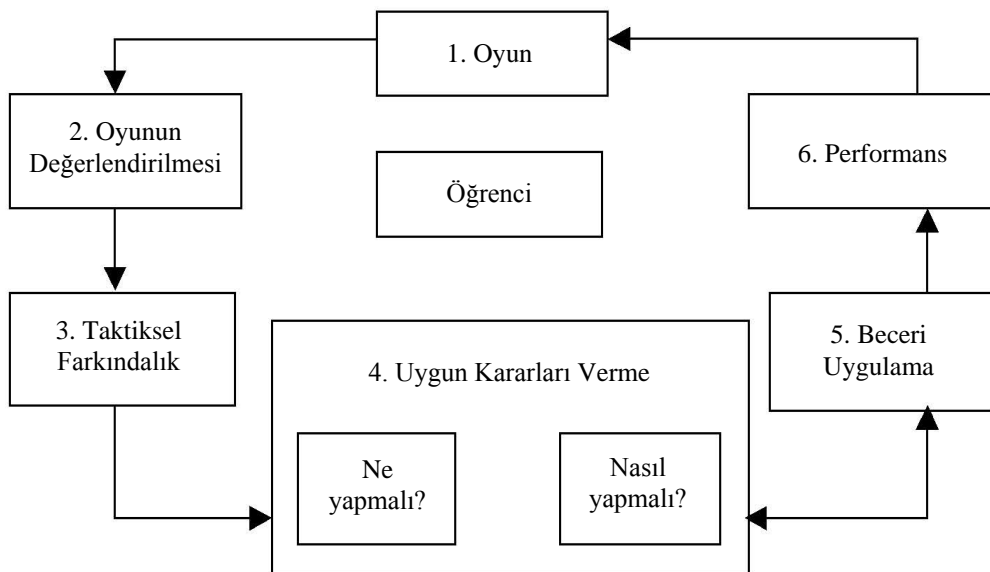 1. Oyun
2. Oyunun
Değerlendirilmesi
6. Performans
Öğrenci
3. Taktiksel
Farkındalık
4. Uygun Kararları Verme
5. Beceri
Uygulama
Ne
yapmalı?
Nasıl
yapmalı?